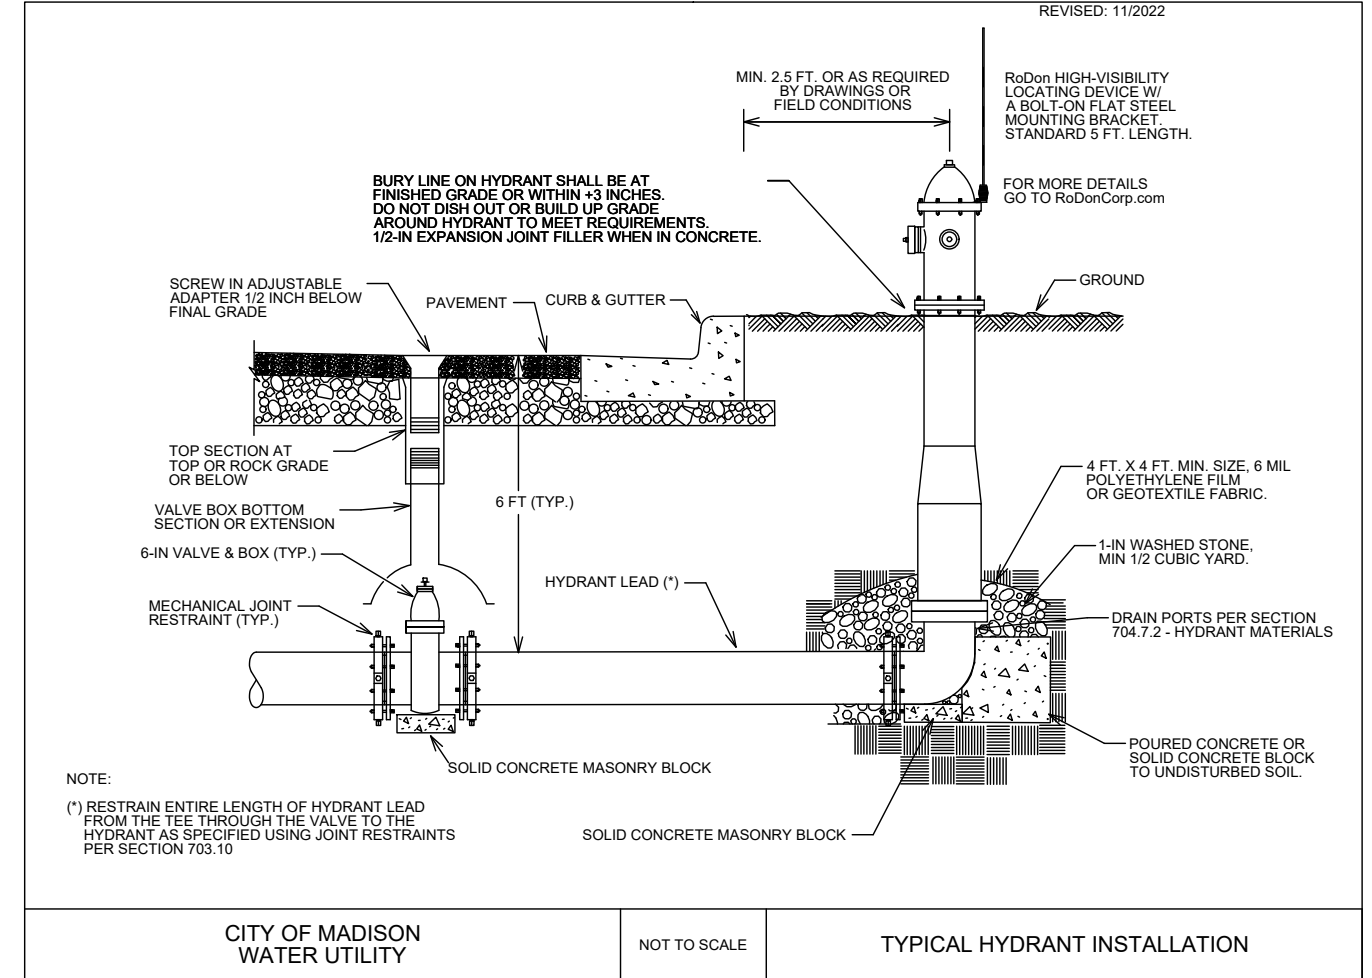 REVISED: 11/2022
MIN. 2.5 FT. OR AS REQUIRED
BY DRAWINGS OR
FIELD CONDITIONS
RoDon HIGH-VISIBILITY
LOCATING DEVICE W/
A BOLT-ON FLAT STEEL
MOUNTING BRACKET.
STANDARD 5 FT. LENGTH.
FOR MORE DETAILS
GO TO RoDonCorp.com
BURY LINE ON HYDRANT SHALL BE AT
FINISHED GRADE OR WITHIN +3 INCHES.
DO NOT DISH OUT OR BUILD UP GRADE
AROUND HYDRANT TO MEET REQUIREMENTS.
1/2-IN EXPANSION JOINT FILLER WHEN IN CONCRETE.
SCREW IN ADJUSTABLE
ADAPTER 1/2 INCH BELOW
FINAL GRADE
PAVEMENT
CURB & GUTTER
GROUND
TOP SECTION AT
TOP OR ROCK GRADE
OR BELOW
VALVE BOX BOTTOM
SECTION OR EXTENSION
6-IN VALVE & BOX (TYP.)
MECHANICAL JOINT
RESTRAINT (TYP.)
6 FT (TYP.)
HYDRANT LEAD (*)
4 FT. X 4 FT. MIN. SIZE, 6 MIL
POLYETHYLENE FILM
OR GEOTEXTILE FABRIC.
1-IN WASHED STONE,
MIN 1/2 CUBIC YARD.
DRAIN PORTS PER SECTION
704.7.2 - HYDRANT MATERIALS
POURED CONCRETE OR
SOLID CONCRETE BLOCK
TO UNDISTURBED SOIL.
SOLID CONCRETE MASONRY BLOCK
SOLID CONCRETE MASONRY BLOCK
NOTE:
(*) RESTRAIN ENTIRE LENGTH OF HYDRANT LEAD
FROM THE TEE THROUGH THE VALVE TO THE
HYDRANT AS SPECIFIED USING JOINT RESTRAINTS
PER SECTION 703.10
CITY OF MADISON
WATER UTILITY
NOT TO SCALE
TYPICAL HYDRANT INSTALLATION